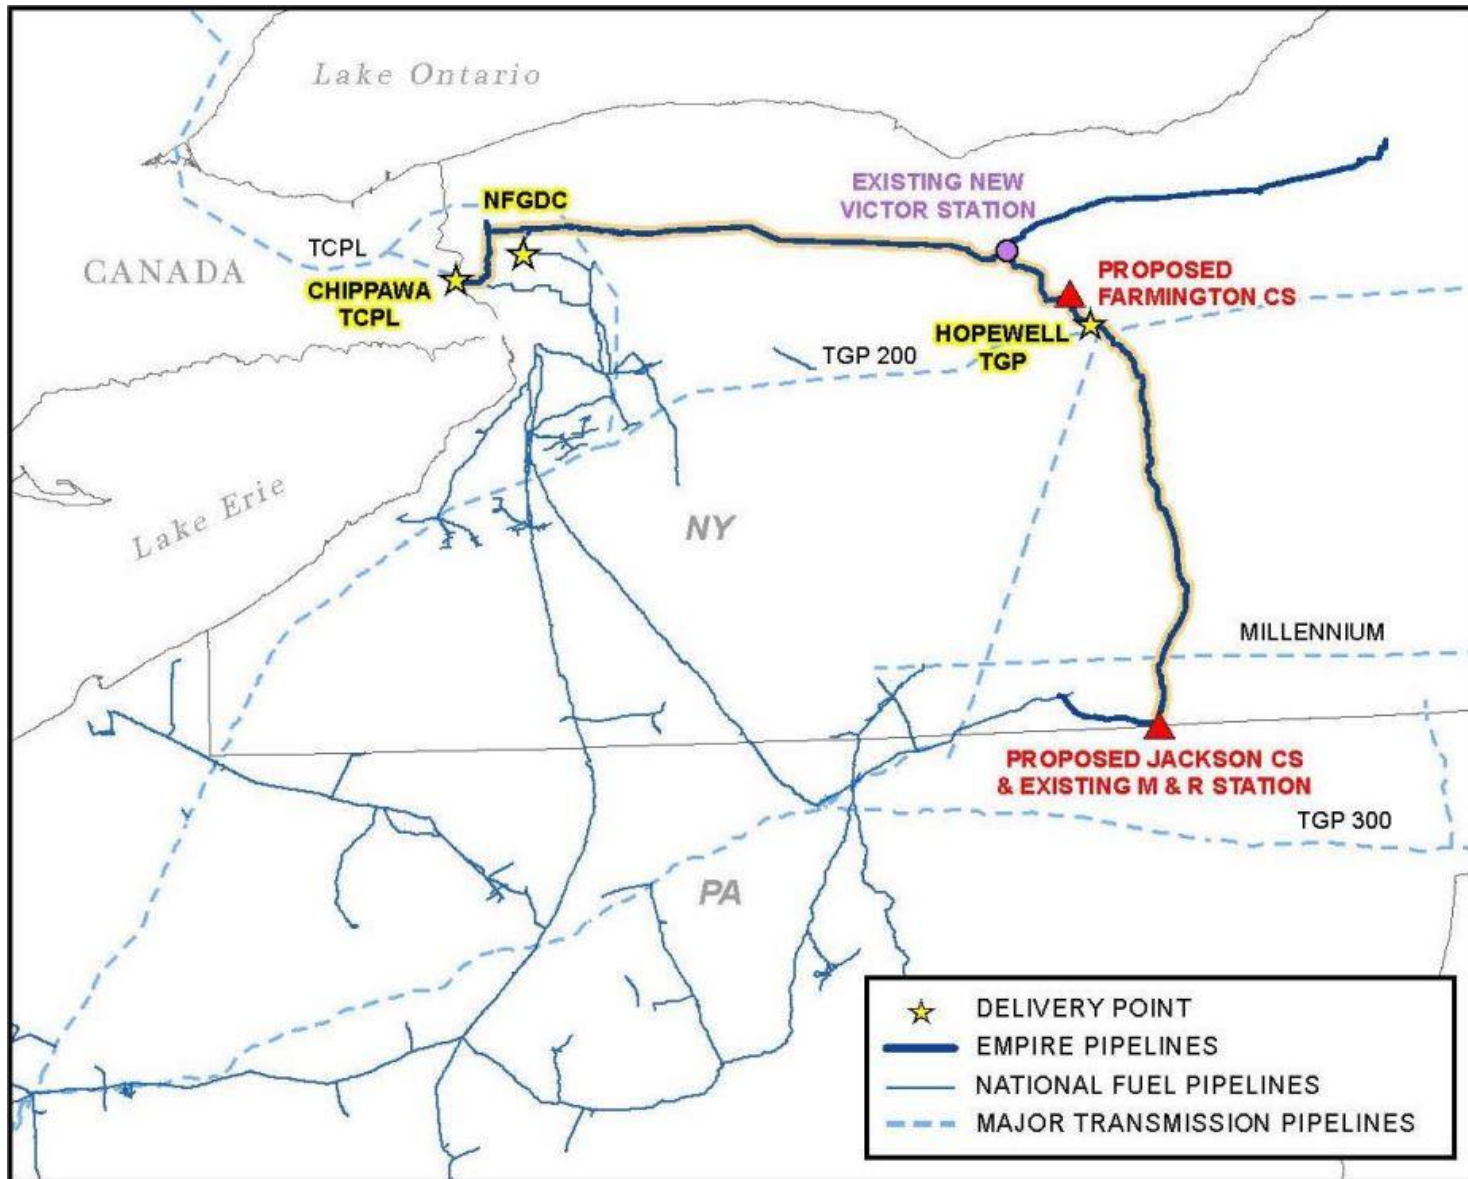 Lake Ontario
NFGDC
EXISTING NEW
VICTOR STATION
TCPL
CANADA
CHIPPAWA
TCPL
PROPOSED
FARMINGTON CS
HOPEWELL
TGP
TGP 200
Lake Erie
NY
MILLENNIUM
PROPOSED JACKSON CS
& EXISTING M & R STATION
TGP 300
PA
DELIVERY POINT
EMPIRE PIPELINES
NATIONAL FUEL PIPELINES
MAJOR TRANSMISSION PIPELINES